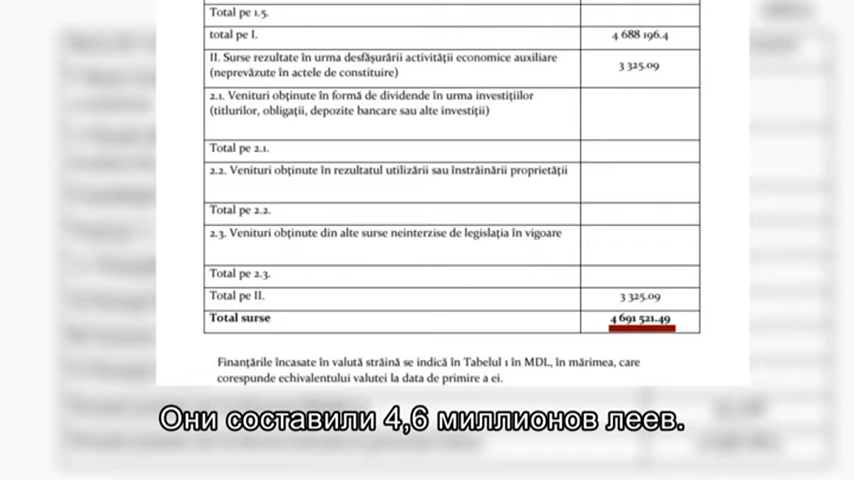 Total pe 1.5.
total pe I. 4 688 196.4
II. Surse rezultate în urma desfășurării activității economice auxiliare
(neprevăzute în actele de constituire) 3 325.09
2.1. Venituri obținute în formă de dividende în urma investițiilor
(titlurilor, obligații, depozite bancare sau alte investiții)
Total pe 2.1.
2.2. Venituri obținute în rezultatul utilizării sau înstrăinării proprietății
Total pe 2.2.
2.3. Venituri obținute din alte surse neinterzise de legislația în vigoare
Total pe 2.3.
Total pe II. 3 325.09
Total surse 4 691 521.49
Finanțările încasate în valută străină se indică în Tabelul 1 în MDL, în mărimea, care
corespunde echivalentului valutei la data de primire a ei.
Они составили 4,6 миллионов леев.